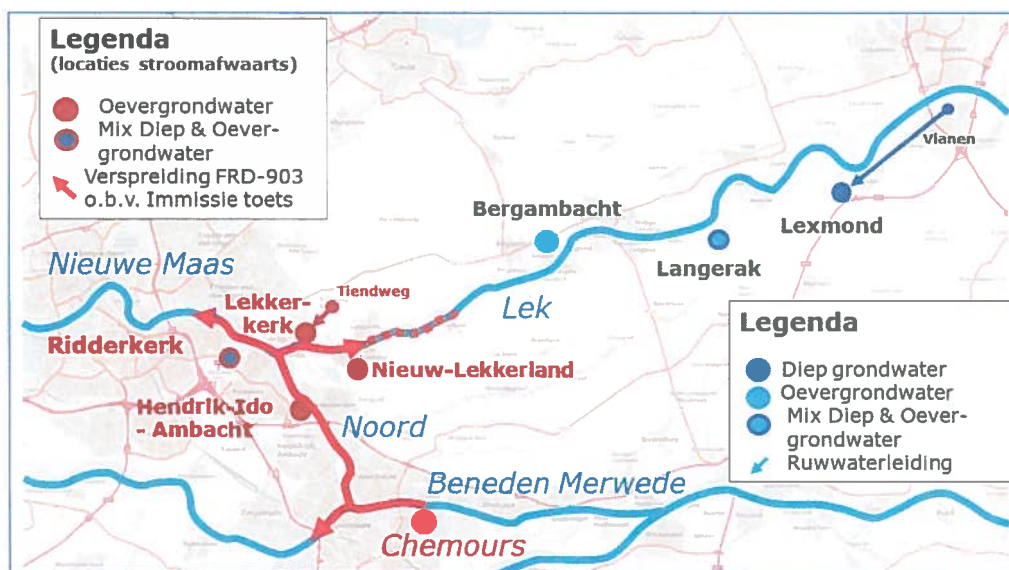 Legenda
(locaties stroomafwaarts)
Oevergrondwater
Mix Diep & Oever-
grondwater
Verspreiding FRD-903
o.b.v. Immissie toets
Vianen
Lexmond
Bergambacht
Langerak
Lek
Nieuwe Maas
Tiendweg
Lekker-
kerk
Ridderkerk
Nieuw-Lekkerland
Hendrik-Ido
- Ambacht
Noord
Beneden Merwede
Chemours
Legenda
Diep grondwater
Oevergrondwater
Mix Diep & Oever-
grondwater
Ruwwaterleiding